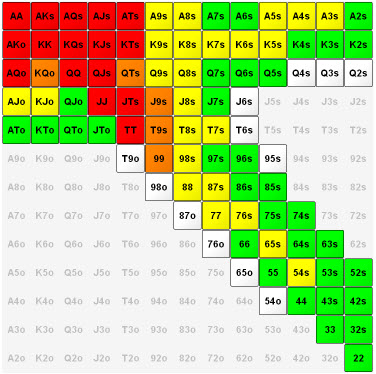 AA AKs AQs AJs ATs A9s A8s A7s A6s A5s A4s A3s A2s
AKo KK KQs KJs KTs K9s K8s K7s K6s K5s K4s K3s K2s
AQo KQo QQ QJs QTs Q9s Q8s Q7s Q6s Q5s Q4s Q3s Q2s
AJo KJo QJo JJ JTs J9s J8s J7s J6s J5s J4s J3s J2s
ATo KTo QTo JTo TT T9s T8s T7s T6s T5s T4s T3s T2s
A9o K9o Q9o J9o T9o 99 98s 97s 96s 95s 94s 93s 92s
A8o K8o Q8o J8o T8o 98o 88 87s 86s 85s 84s 83s 82s
A7o K7o Q7o J7o T7o 97o 87o 77 76s 75s 74s 73s 72s
A6o K6o Q6o J6o T6o 96o 86o 76o 66 65s 64s 63s 62s
A5o K5o Q5o J5o T5o 95o 85o 75o 65o 55 54s 53s 52s
A4o K4o Q4o J4o T4o 94o 84o 74o 64o 54o 44 43s 42s
A3o K3o Q3o J3o T3o 93o 83o 73o 63o 53o 43o 33 32s
A2o K2o Q2o J2o T2o 92o 82o 72o 62o 52o 42o 32o 22